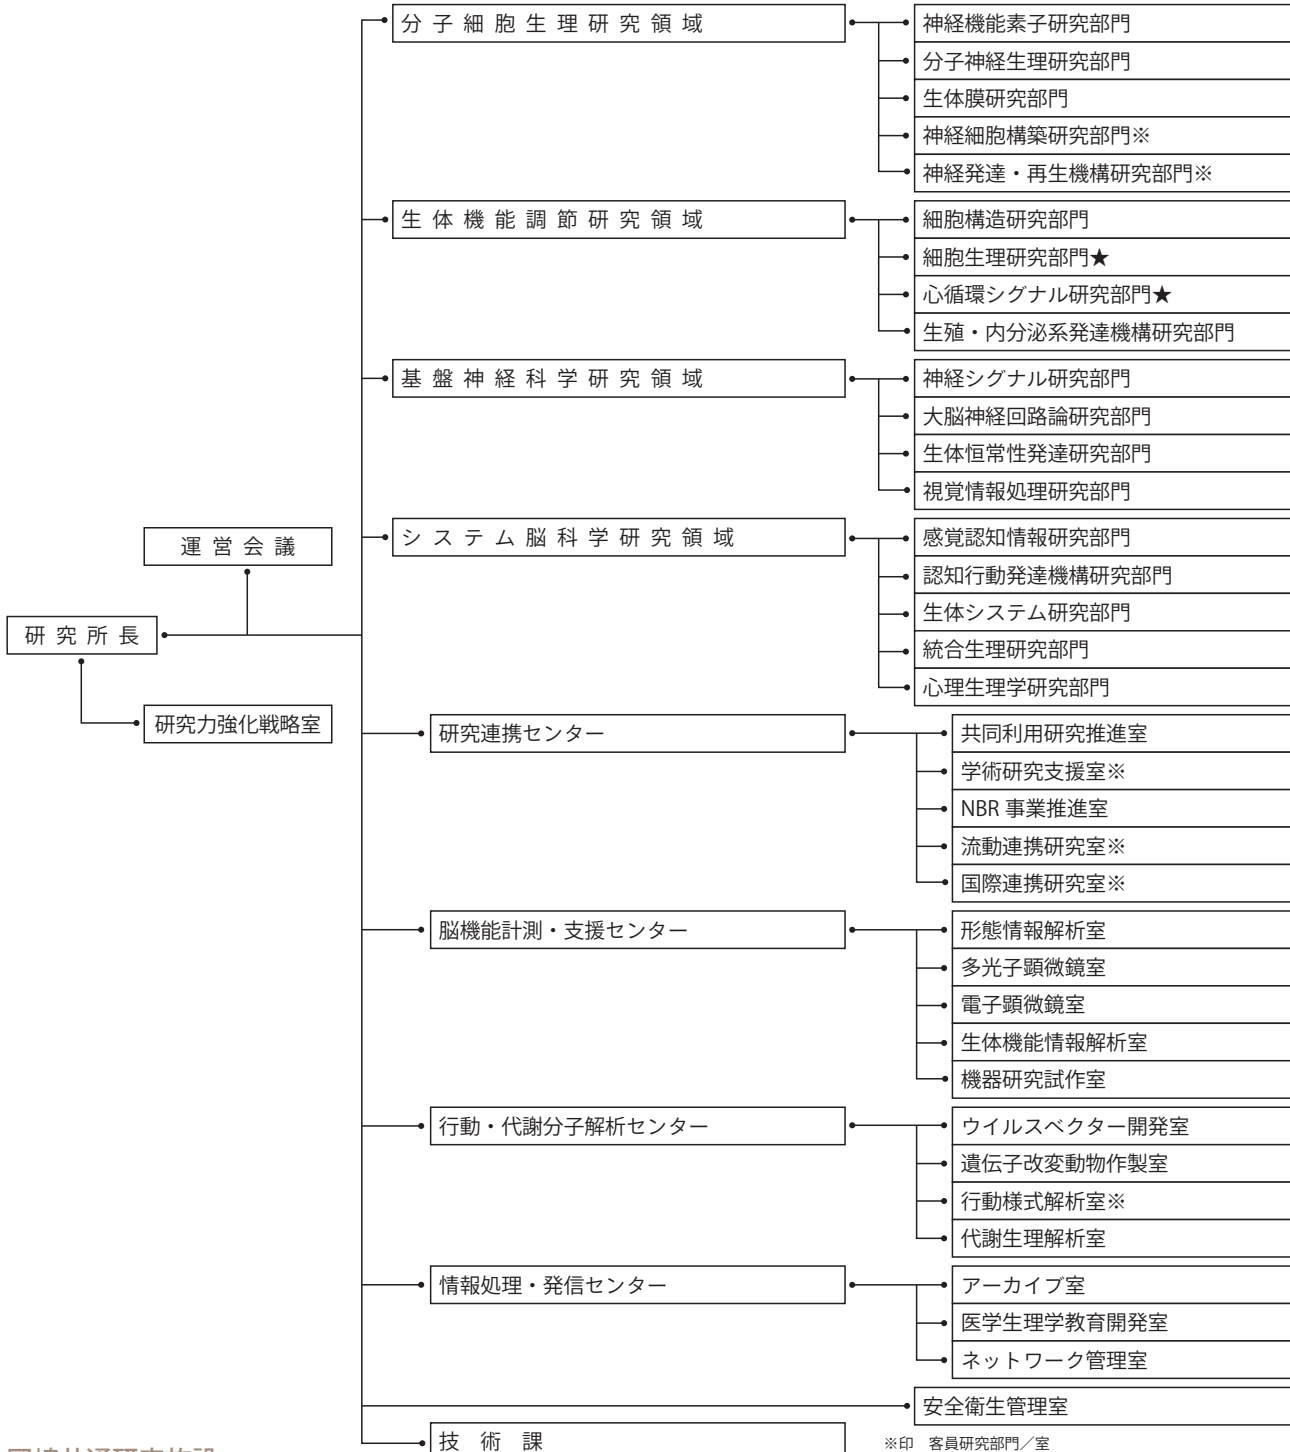 分子細胞生理研究領域
神経機能素子研究部門
分子神経生理研究部門
生体膜研究部門
神経細胞構築研究部門※
神経発達・再生機構研究部門※
生体機能調節研究領域
細胞構造研究部門
細胞生理研究部門★
心循環シグナル研究部門★
生殖・内分泌系発達機構研究部門
基盤神経科学研究領域
神経シグナル研究部門
大脳神経回路論研究部門
生体恒常性発達研究部門
視覚情報処理研究部門
運営会議
研究所長
研究力強化戦略室
システム脳科学研究領域
感覚認知情報研究部門
認知行動発達機構研究部門
生体システム研究部門
統合生理研究部門
心理生理学研究部門
研究連携センター
共同利用研究推進室
学術研究支援室※
NBR 事業推進室
流動連携研究室※
国際連携研究室※
脳機能計測・支援センター
形態情報解析室
多光子顕微鏡室
電子顕微鏡室
生体機能情報解析室
機器研究試作室
行動・代謝分子解析センター
ウイルスベクター開発室
遺伝子改変動物作製室
行動様式解析室※
代謝生理解析室
情報処理・発信センター
アーカイブ室
医学生理学教育開発室
ネットワーク管理室
安全衛生管理室
技術課
※印 客員研究部門／室